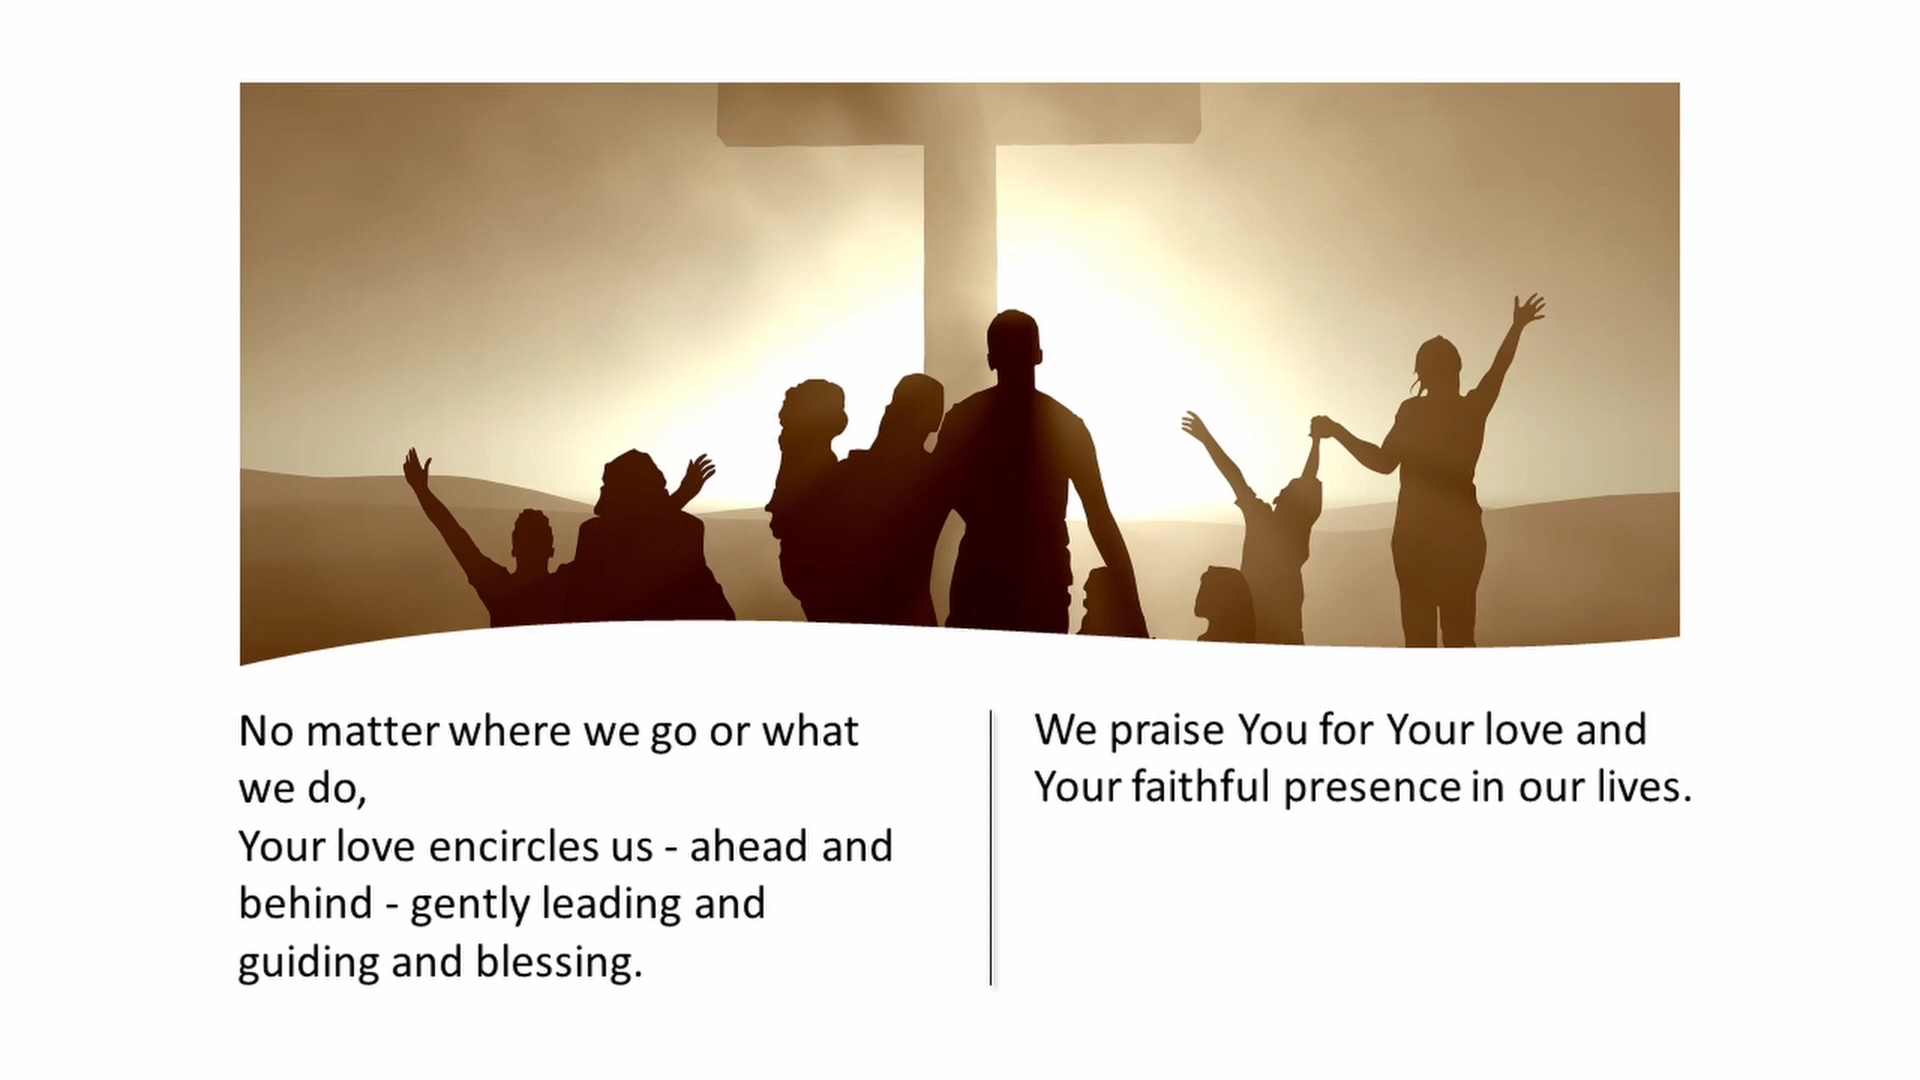 No matter where we go or what
we do,
Your love encircles us - ahead and
behind - gently leading and
guiding and blessing.
We praise You for Your love and
Your faithful presence in our lives.